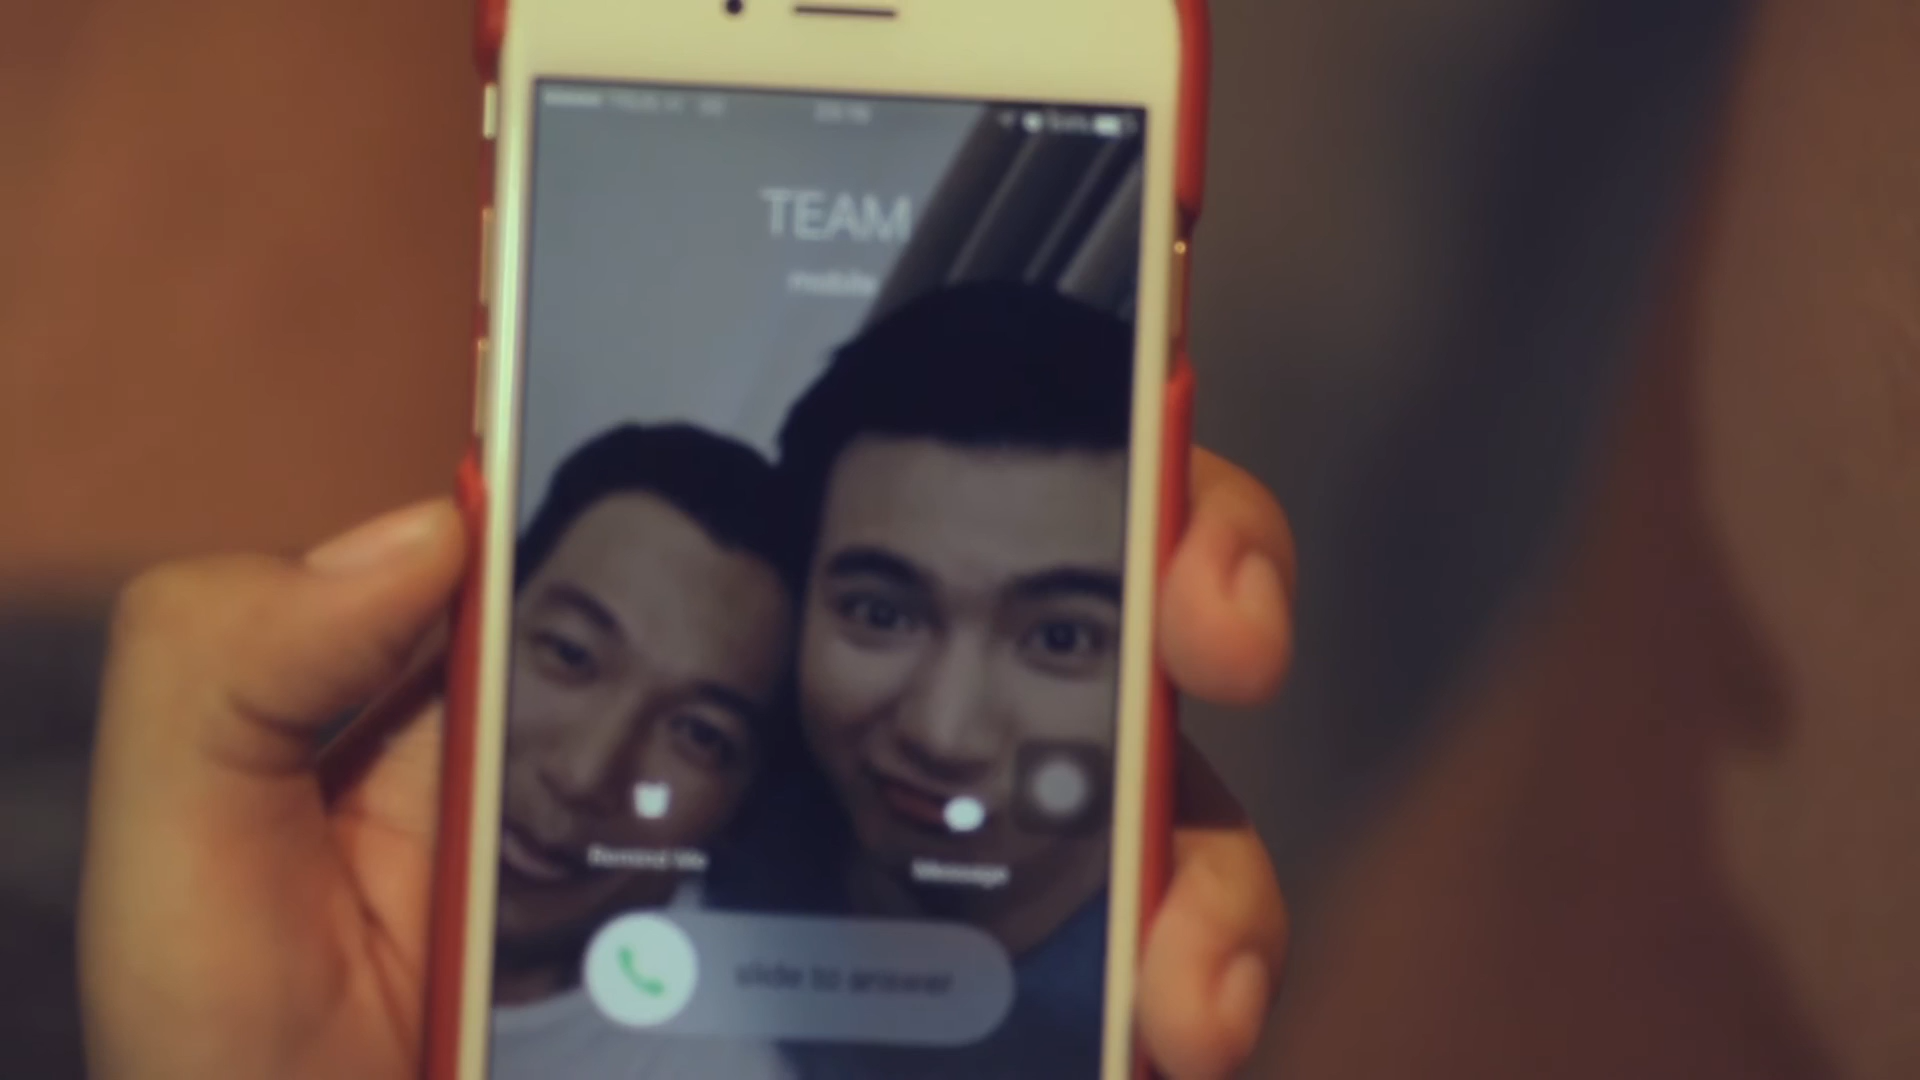 TEAM
mobile
Remind Me
Message
slide to answer